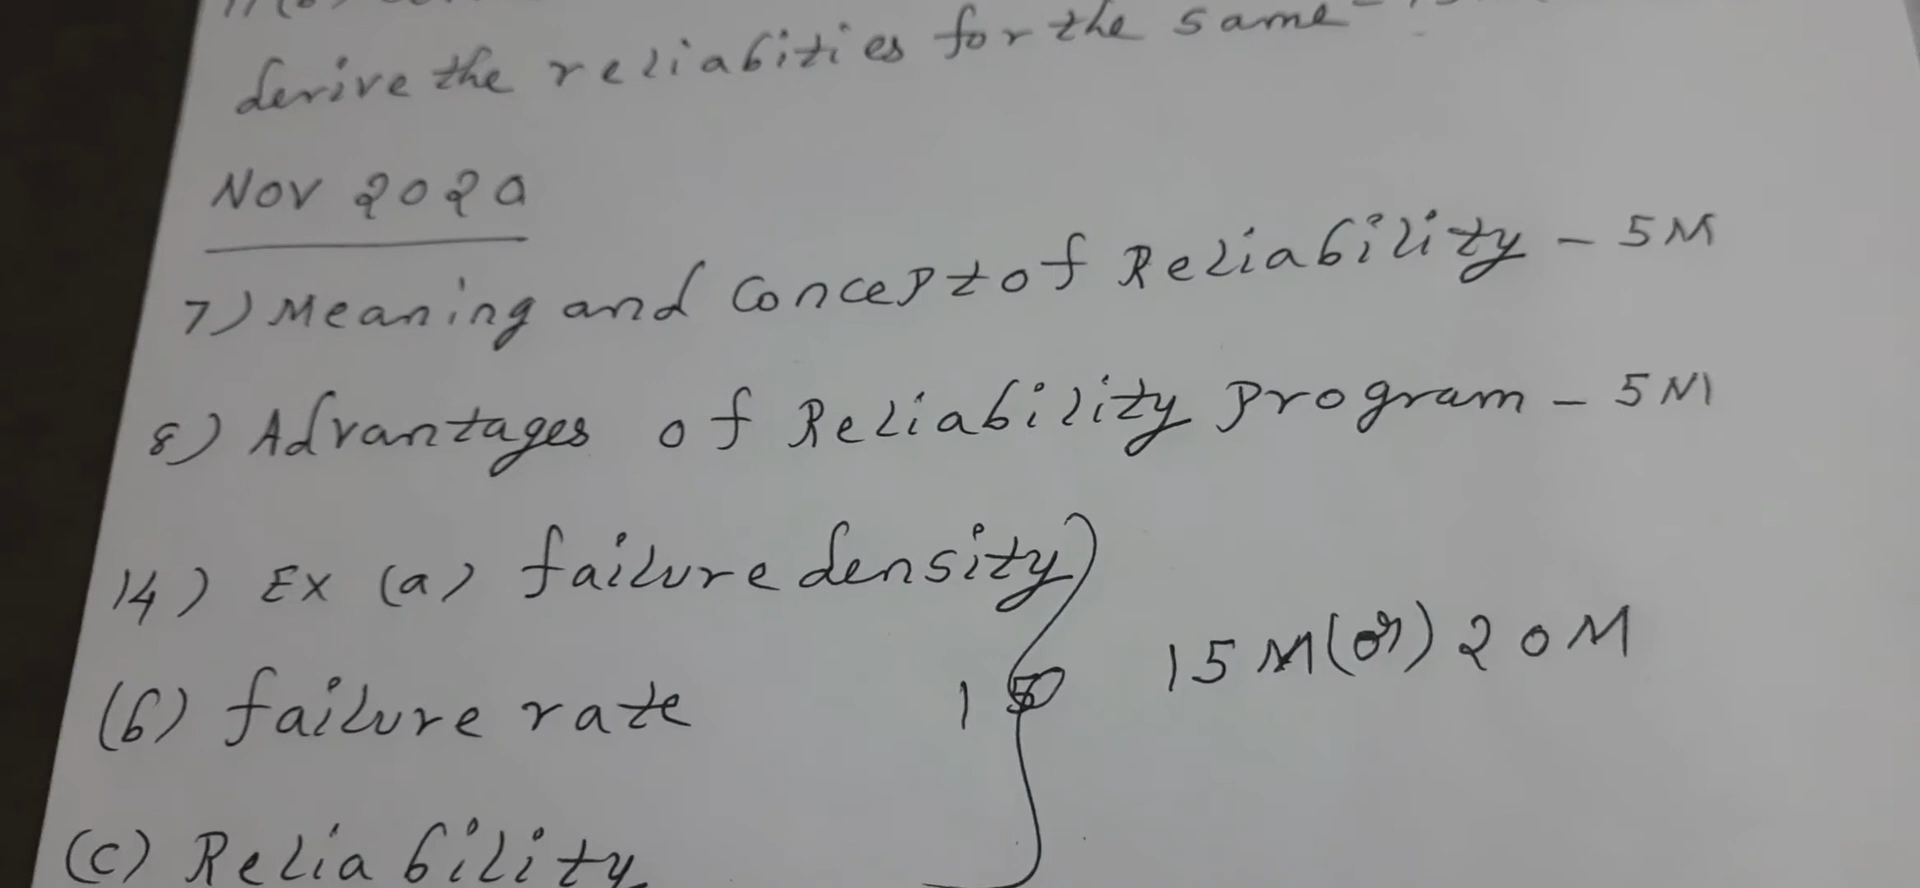 derive the reliabities for the same
Nov 2020
7) Meaning and Concept of Reliability - 5M
8) Advantages of Reliability Program - 5M
14) Ex (a) failure density
15M (or) 20M
(b) failure rate
(c) Reliability